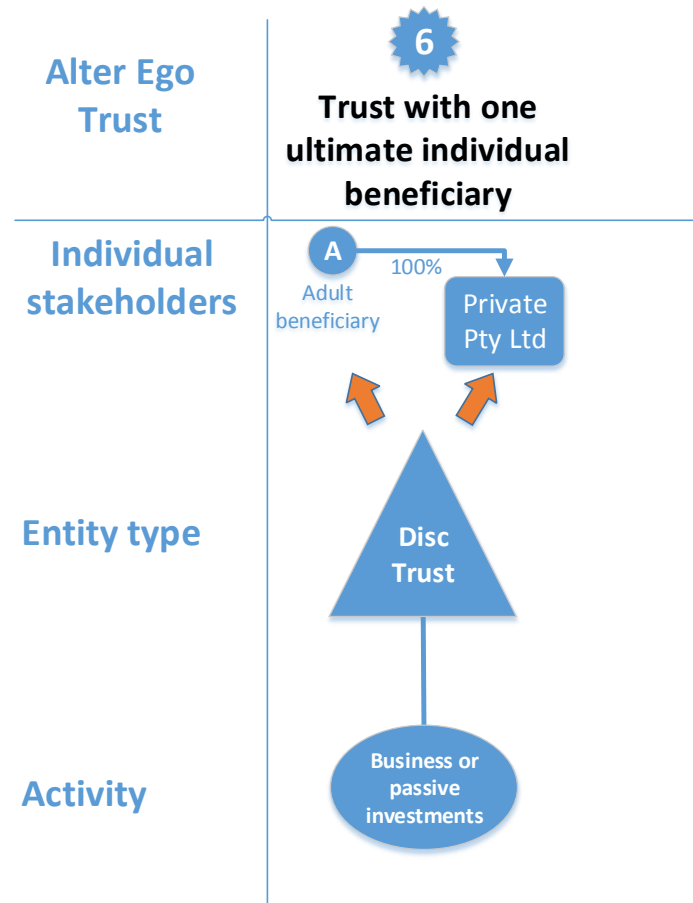 Alter Ego
Trust
6
Trust with one
ultimate individual
beneficiary
Individual
stakeholders
A
100%
Adult
beneficiary
Private
Pty Ltd
Entity type
Disc
Trust
Activity
Business or
passive
investments